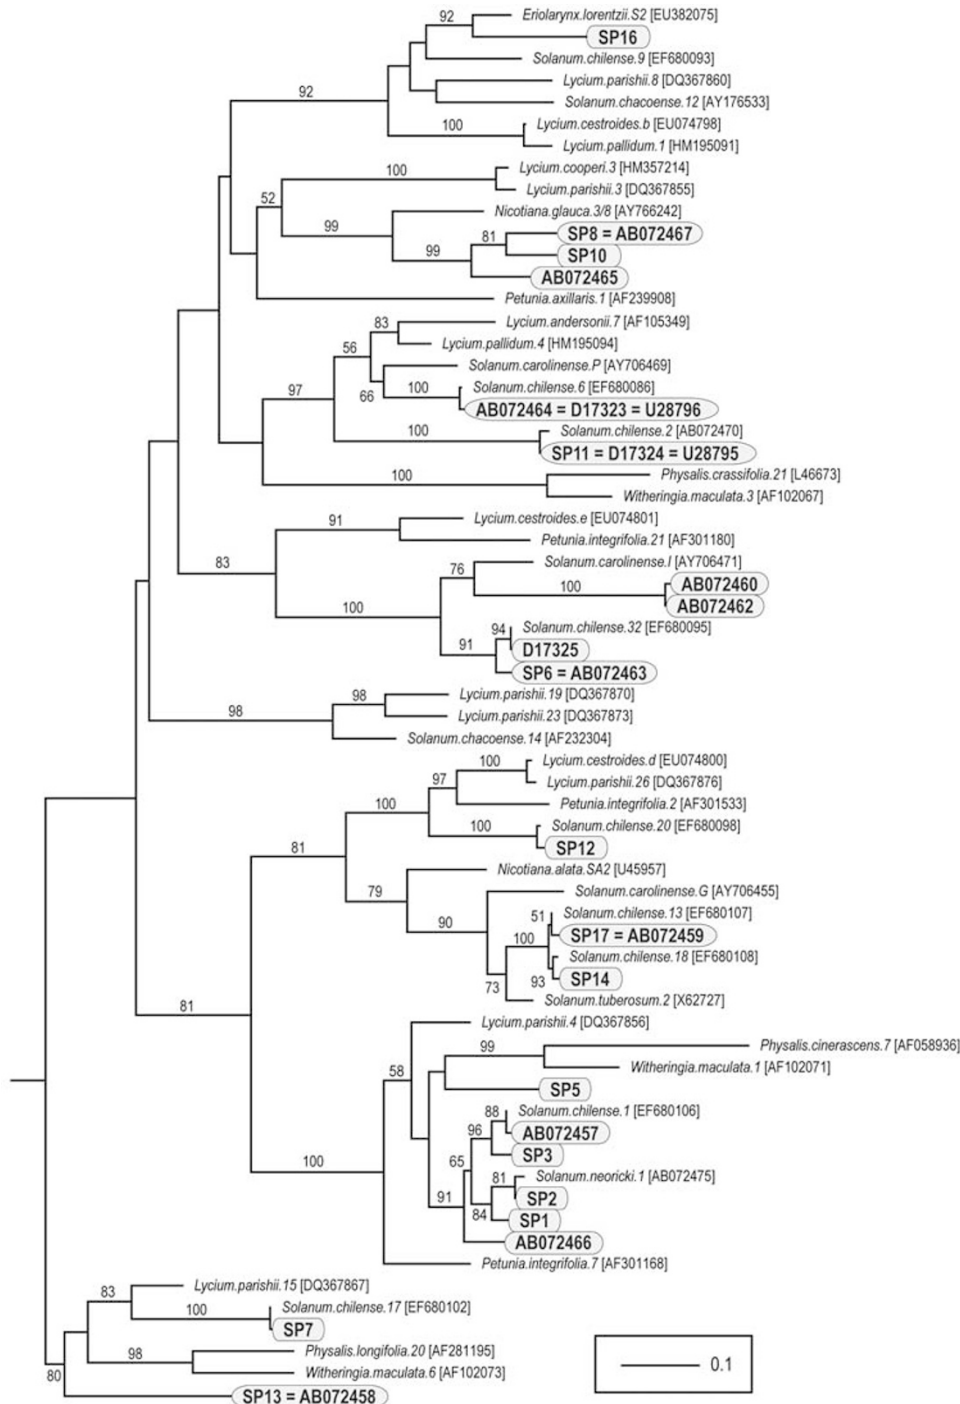 92
Eriolarynx.lorentzii.S2 [EU382075]
SP16
Solanum.chilense.9 [EF680093]
Lycium.parishii.8 [DQ367860]
92
Solanum.chacoense.12 [AY176533]
100
Lycium.cestroides.b [EU074798]
Lycium.pallidum.1 [HM195091]
100
Lycium.cooperi.3 [HM357214]
Lycium.parishii.3 [DQ367855]
52
Nicotiana.glauca.3/8 [AY766242]
99
81
SP8 = AB072467
99
SP10
AB072465
Petunia.axillaris.1 [AF239908]
83
Lycium.andersonii.7 [AF105349]
56
Lycium.pallidum.4 [HM195094]
Solanum.carolinense.P [AY706469]
97
66
100
Solanum.chilense.6 [EF680086]
AB072464 = D17323 = U28796
100
Solanum.chilense.2 [AB072470]
SP11 = D17324 = U28795
100
Physalis.crassifolia.21 [L46673]
Witheringia.maculata.3 [AF102067]
91
Lycium.cestroides.e [EU074801]
Petunia.integrifolia.21 [AF301180]
83
76
Solanum.carolinense.I [AY706471]
100
AB072460
100
AB072462
94
Solanum.chilense.32 [EF680095]
91
D17325
SP6 = AB072463
98
Lycium.parishii.19 [DQ367870]
98
Lycium.parishii.23 [DQ367873]
Solanum.chacoense.14 [AF232304]
100
Lycium.cestroides.d [EU074800]
97
Lycium.parishii.26 [DQ367876]
100
Petunia.integrifolia.2 [AF301533]
100
Solanum.chilense.20 [EF680098]
81
SP12
Nicotiana.alata.SA2 [U45957]
79
Solanum.carolinense.G [AY706455]
90
51
Solanum.chilense.13 [EF680107]
100
SP17 = AB072459
Solanum.chilense.18 [EF680108]
73
93
SP14
Solanum.tuberosum.2 [X62727]
81
Lycium.parishii.4 [DQ367856]
99
Physalis.cinerascens.7 [AF058936]
58
Witheringia.maculata.1 [AF102071]
SP5
88
Solanum.chilense.1 [EF680106]
96
AB072457
SP3
100
65
81
Solanum.neoricki.1 [AB072475]
91
SP2
84
SP1
AB072466
Petunia.integrifolia.7 [AF301168]
83
Lycium.parishii.15 [DQ367867]
100
Solanum.chilense.17 [EF680102]
SP7
98
Physalis.longifolia.20 [AF281195]
Witheringia.maculata.6 [AF102073]
80
SP13 = AB072458
0.1